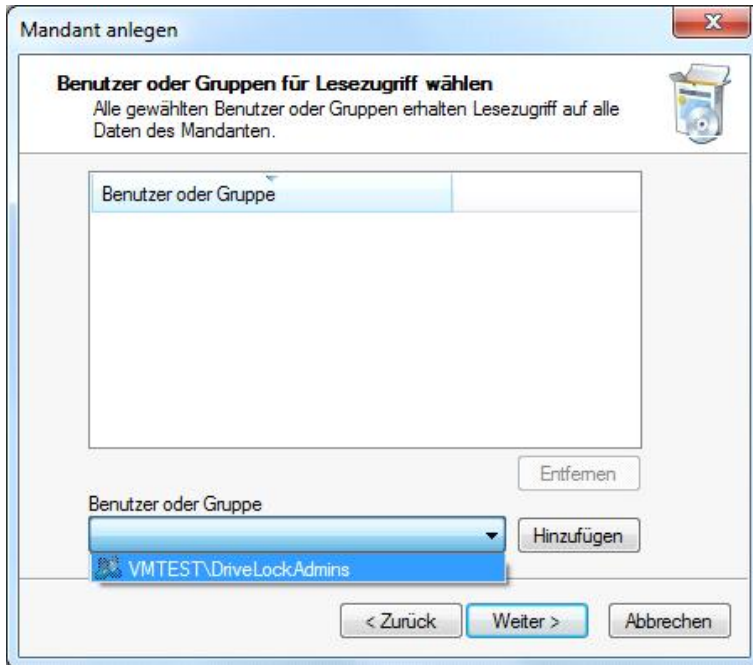 Mandant anlegen
Benutzer oder Gruppen für Lesezugriff wählen
Alle gewählten Benutzer oder Gruppen erhalten Lesezugriff auf alle
Daten des Mandanten.
Benutzer oder Gruppe
Entfernen
Benutzer oder Gruppe
Hinzufügen
VMTEST\DriveLockAdmins
< Zurück
Weiter >
Abbrechen